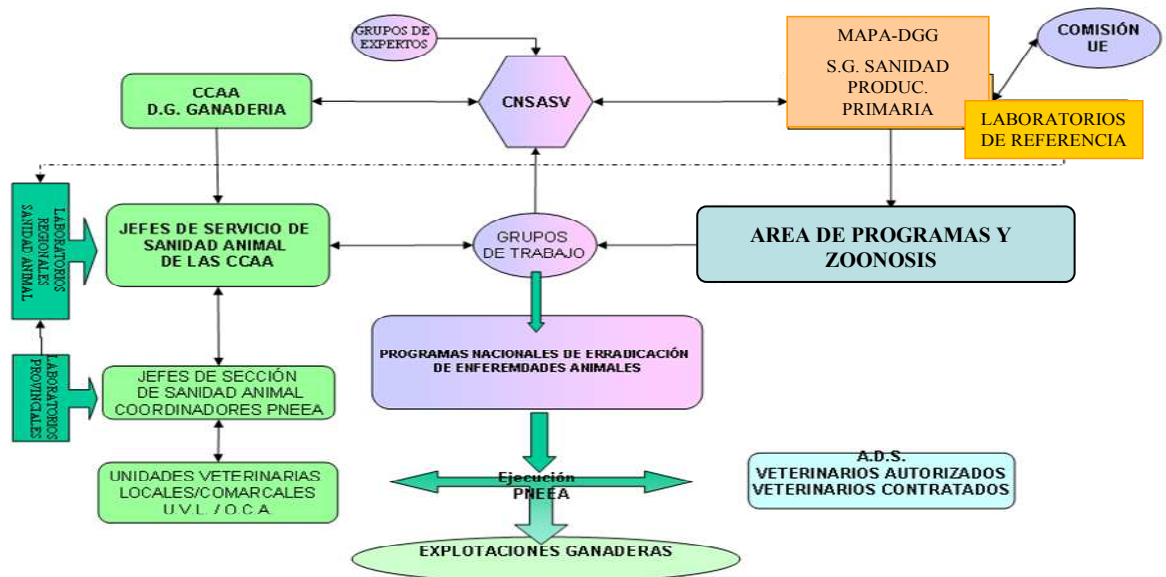 GRUPOS DE
EXPERTOS
MAPA-DGG
S.G. SANIDAD
PRODUC.
PRIMARIA
COMISIÓN
UE
CCAA
D.G. GANADERIA
CNSASV
LABORATORIOS
DE REFERENCIA
LABORATORIOS
REGIONALES
SANIDAD ANIMAL
JEFES DE SERVICIO DE
SANIDAD ANIMAL
DE LAS CCAA
GRUPOS
DE TRABAJO
AREA DE PROGRAMAS Y
ZOONOSIS
PROGRAMAS NACIONALES DE ERRADICACIÓN
DE ENFEREMDADES ANIMALES
LABORATORIOS
PROVINCIALES
JEFES DE SECCIÓN
DE SANIDAD ANIMAL
COORDINADORES PNEEA
UNIDADES VETERINARIAS
LOCALES/COMARCALES
U.V.L. / O.C.A.
Ejecución
PNEEA
A.D.S.
VETERINARIOS AUTORIZADOS
VETERINARIOS CONTRATADOS
EXPLOTACIONES GANADERAS